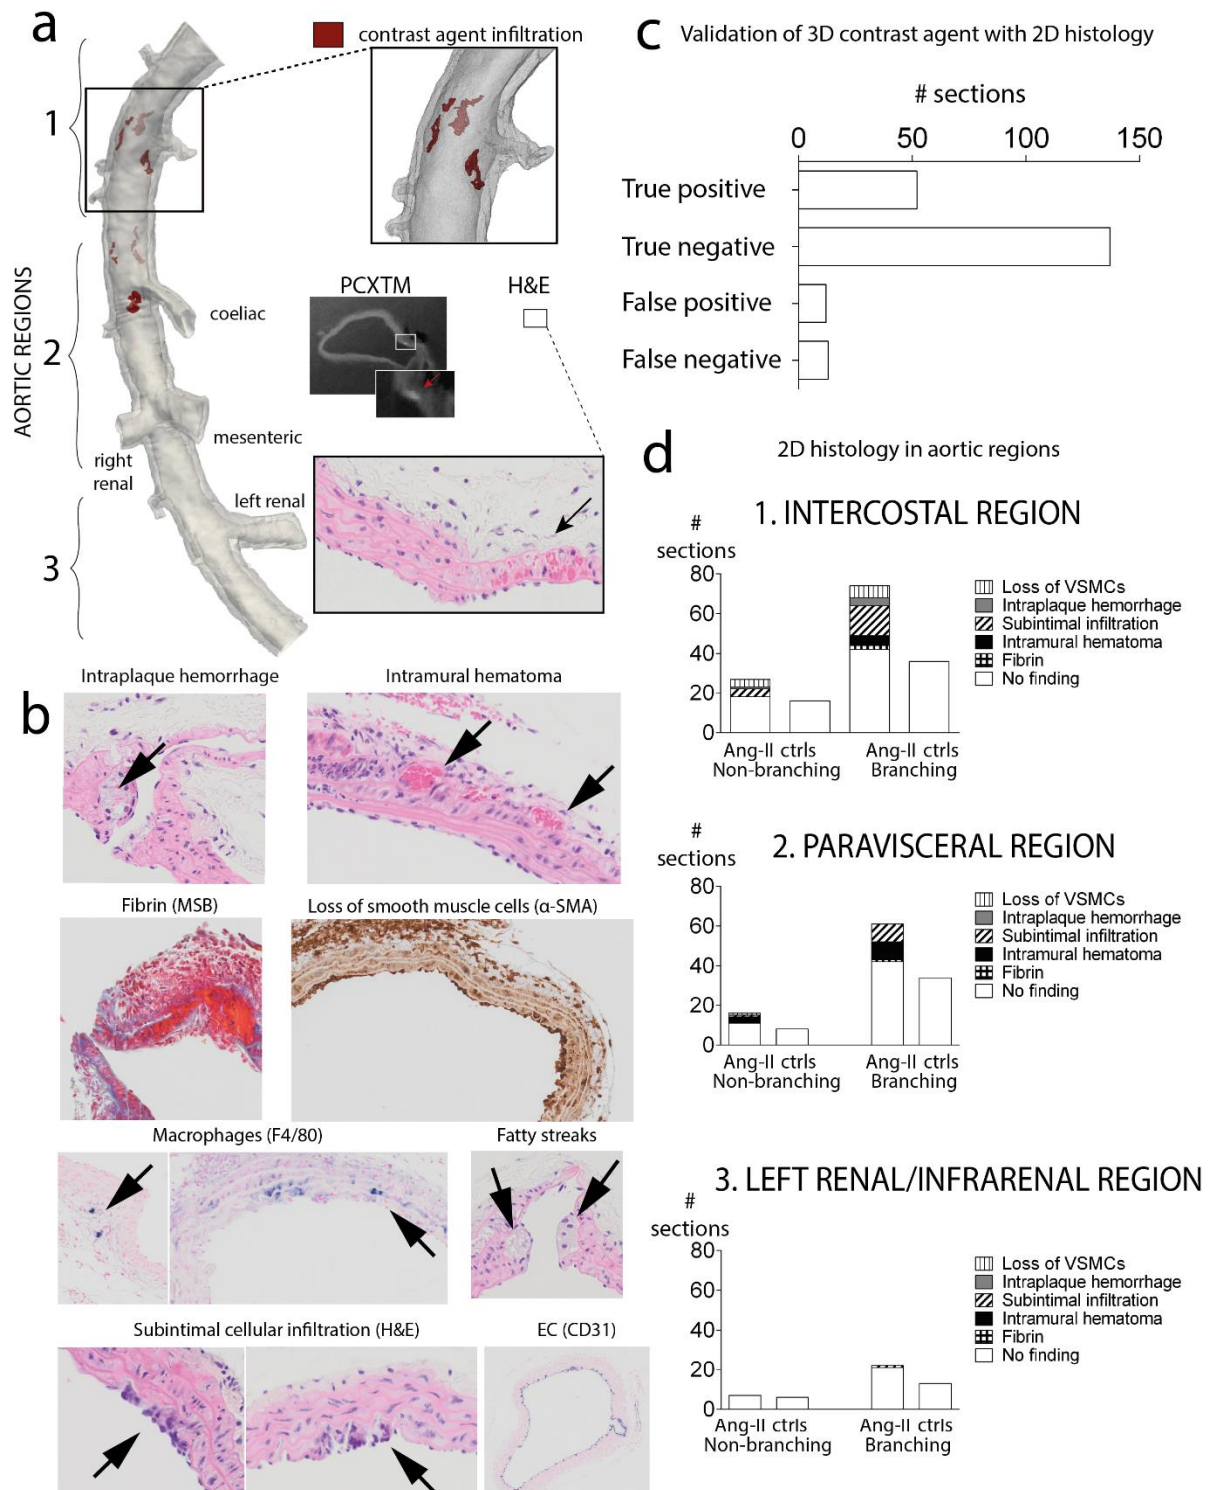 a
contrast agent infiltration
1
2
3
AORTIC REGIONS
coeliac
mesenteric
right
renal
left renal
PCXTM
H&E
b
Intraplaque hemorrhage
Intramural hematoma
Fibrin (MSB)
Loss of smooth muscle cells (α-SMA)
Macrophages (F4/80)
Fatty streaks
Subintimal cellular infiltration (H&E)
EC (CD31)
c
Validation of 3D contrast agent with 2D histology
# sections
0 50 100 150
True positive
True negative
False positive
False negative
d
2D histology in aortic regions
1. INTERCOSTAL REGION
#
sections
80
60
40
20
0
Ang-II ctrls Ang-II ctrls
Non-branching Branching
Loss of VSMCs
Intraplaque hemorrhage
Subintimal infiltration
Intramural hematoma
Fibrin
No finding
2. PARAVISCERAL REGION
#
sections
80
60
40
20
0
Ang-II ctrls Ang-II ctrls
Non-branching Branching
Loss of VSMCs
Intraplaque hemorrhage
Subintimal infiltration
Intramural hematoma
Fibrin
No finding
3. LEFT RENAL/INFRARENAL REGION
#
sections
80
60
40
20
0
Ang-II ctrls Ang-II ctrls
Non-branching Branching
Loss of VSMCs
Intraplaque hemorrhage
Subintimal infiltration
Intramural hematoma
Fibrin
No finding